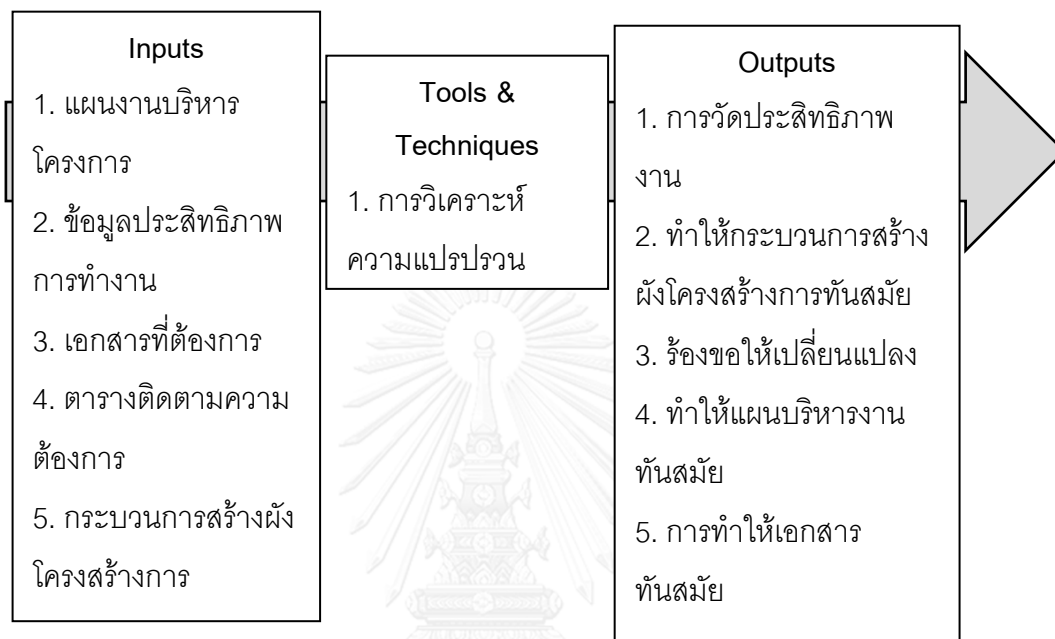 Inputs
1. แผนงานบริหาร
โครงการ
2. ข้อมูลประสิทธิภาพ
การทำงาน
3. เอกสารที่ต้องการ
4. ตารางติดตามความ
ต้องการ
5. กระบวนการสร้างผัง
โครงสร้างการ
Tools &
Techniques
1. การวิเคราะห์
ความแปรปรวน
Outputs
1. การวัดประสิทธิภาพ
งาน
2. ทำให้กระบวนการสร้าง
ผังโครงสร้างการทันสมัย
3. ร้องขอให้เปลี่ยนแปลง
4. ทำให้แผนบริหารงาน
ทันสมัย
5. การทำให้เอกสาร
ทันสมัย